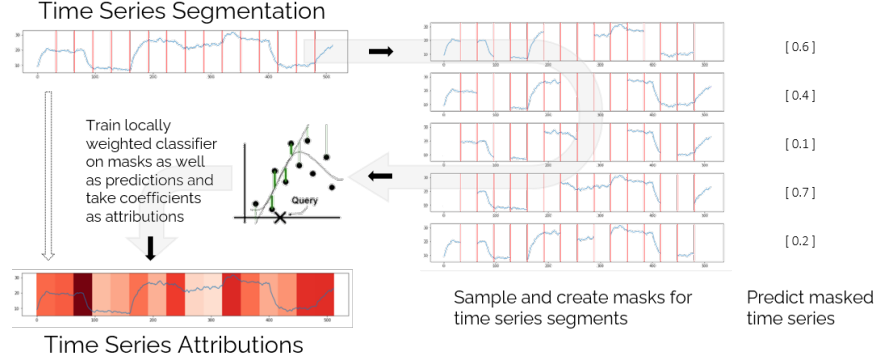 Time Series Segmentation
[ 0.6 ]
[ 0.4 ]
[ 0.1 ]
[ 0.7 ]
[ 0.2 ]
Train locally
weighted classifier
on masks as well
as predictions and
take coefficients
as attributions
Query
Sample and create masks for
time series segments
Predict masked
time series
Time Series Attributions